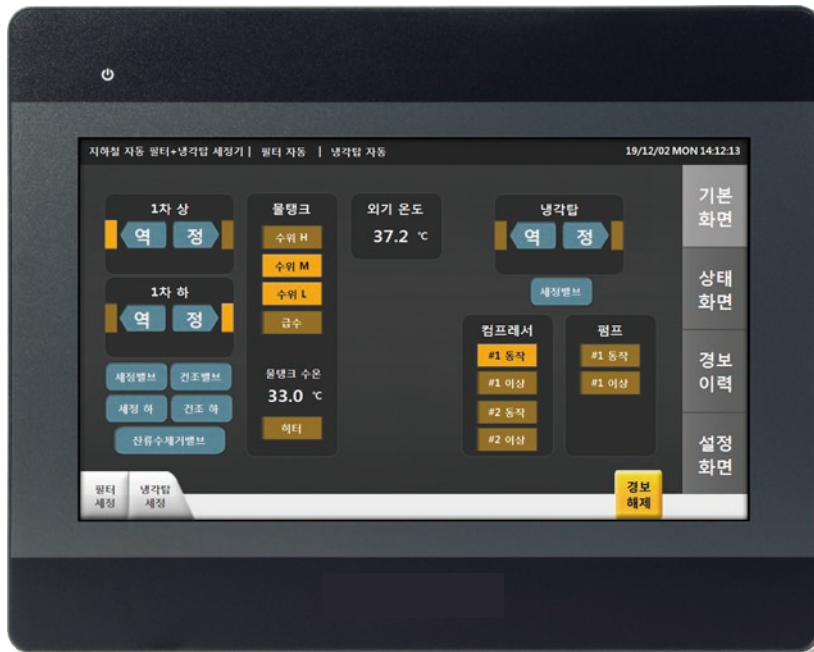 지하철 자동 필터+냉각탑 세정기 | 필터 자동 | 냉각탑 자동
19/12/02 MON 14:12:13
1차 상
역 정
1차 하
역 정
세정밸브 건조밸브
세정 하 건조 하
잔류수제거밸브
물탱크
수위 H
수위 M
수위 L
급수
물탱크 수온
33.0 ℃
히터
외기 온도
37.2 ℃
냉각탑
역 정
세정밸브
컴프레서
#1 동작
#1 이상
#2 동작
#2 이상
펌프
#1 동작
#1 이상
기본
화면
상태
화면
경보
이력
설정
화면
필터
세정
냉각탑
세정
경보
해제